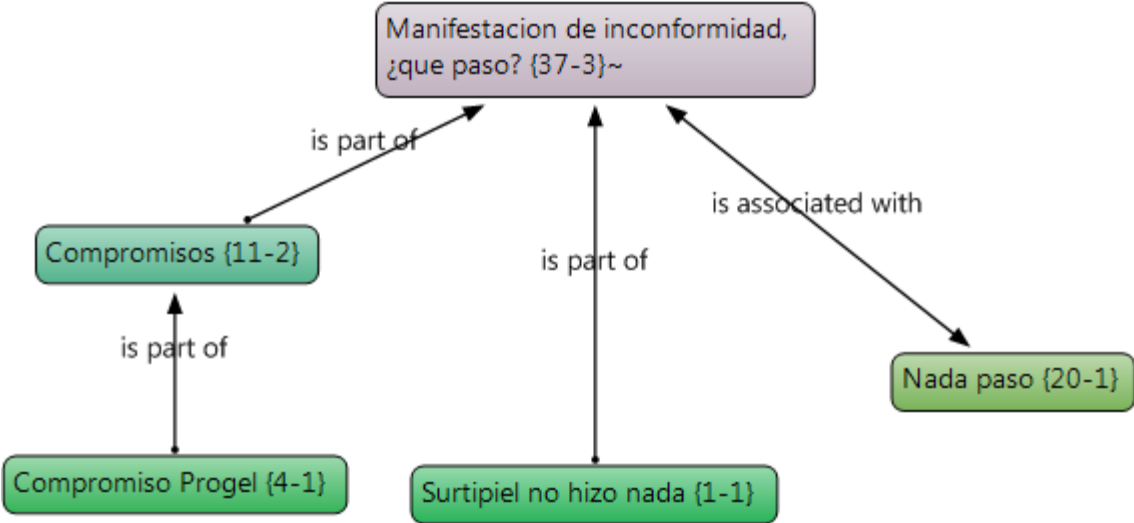 Manifestacion de inconformidad,
¿que paso? {37-3}~
is part of
is associated with
Compromisos {11-2}
is part of
is part of
Nada paso {20-1}
Compromiso Progel {4-1}
Surtipiel no hizo nada {1-1}